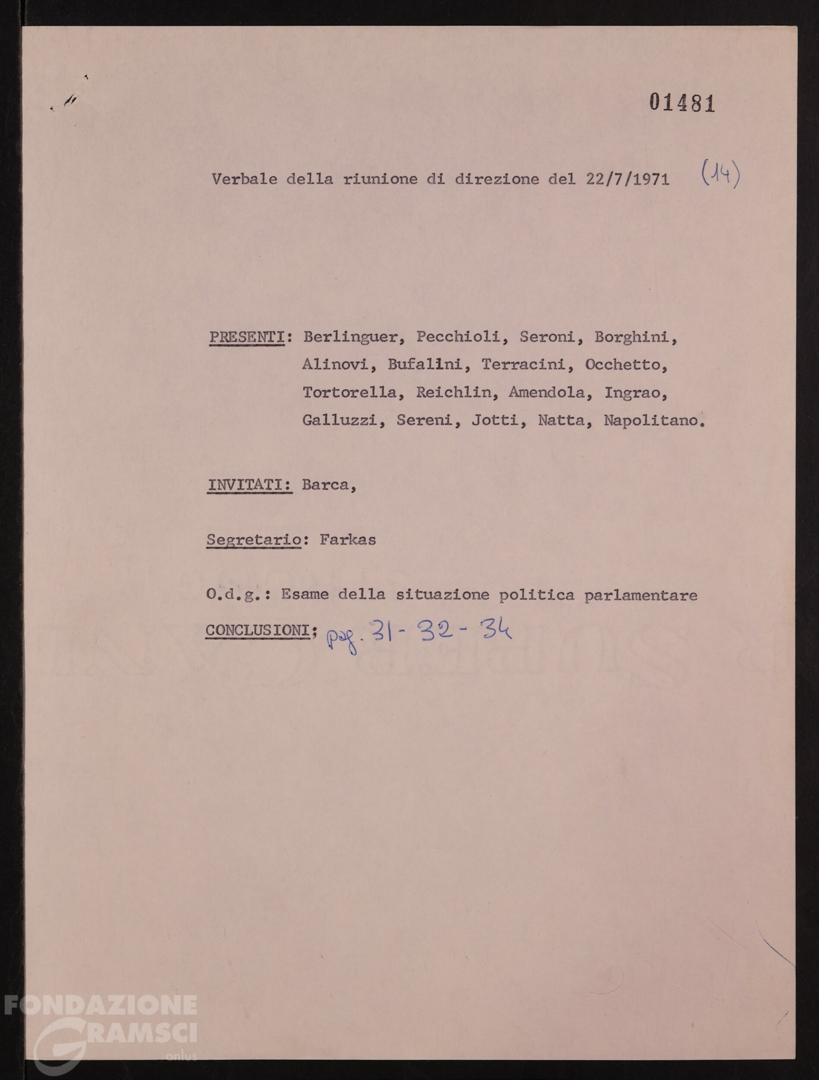 01481
Verbale della riunione di direzione del 22/7/1971 (14)
PRESENTI: Berlinguer, Pecchioli, Seroni, Borghini,
Alinovi, Bufalini, Terracini, Occhetto,
Tortorella, Reichlin, Amendola, Ingrao,
Galluzzi, Sereni, Jotti, Natta, Napolitano.
INVITATI: Barca,
Segretario: Farkas
O.d.g.: Esame della situazione politica parlamentare
CONCLUSIONI: pag. 31 - 32 - 34
FONDAZIONE
GRAMSCI
onlus